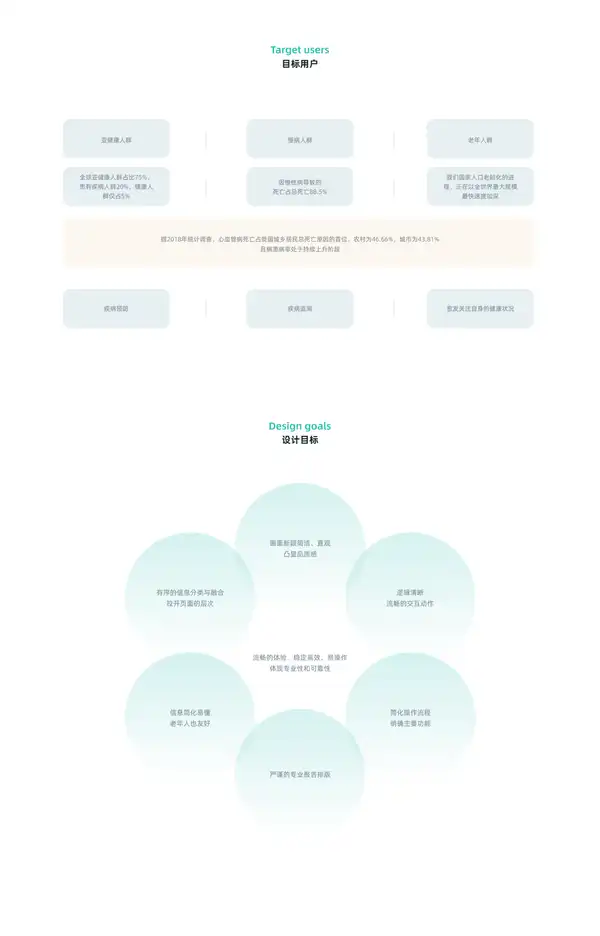 Target users
目标用户
亚健康人群
慢病人群
老年人群
全球亚健康人群占比75%，
患有疾病人群20%，健康人
群仅占5%
因慢性病导致的
死亡占总死亡88.5%
我们国家人口老龄化的进
程，正在以全世界最大规模，
最快速度加深
据2018年统计调查，心血管病死亡占我国城乡居民总死亡原因的首位，农村为46.66%，城市为43.81%
且病患病率处于持续上升阶段
疾病预防
疾病监测
愈发关注自身的健康状况
Design goals
设计目标
画面新颖简洁、直观
凸显品质感
有序的信息分类与融合
拉开页面的层次
逻辑清晰
流畅的交互动作
流畅的体验、稳定高效、易操作
体现专业性和可靠性
信息简化易懂
老年人也友好
简化操作流程
明确主要功能
严谨的专业报告排版